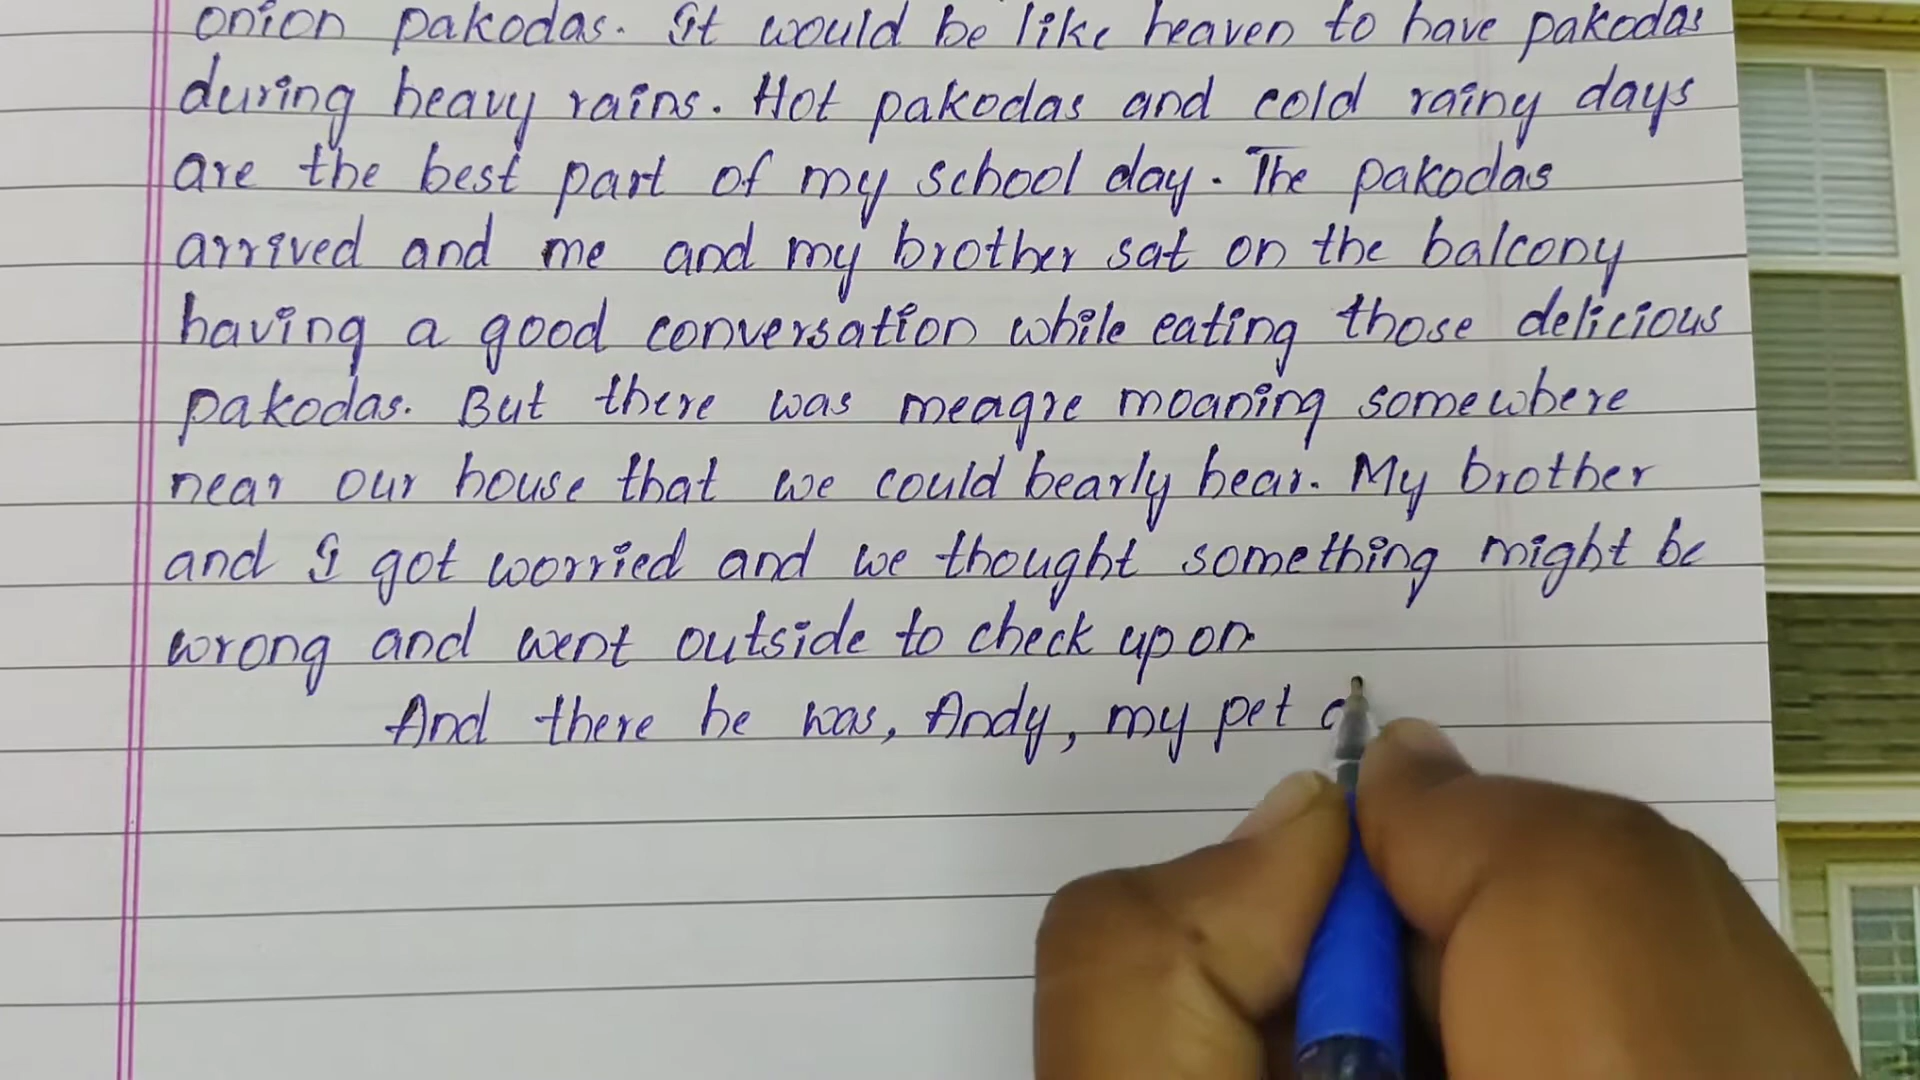 onion pakodas. It would be like heaven to have pakodas
during heavy rains. Hot pakodas and cold rainy days
are the best part of my school day. The pakodas
arrived and me and my brother sat on the balcony
having a good conversation while eating those delicious
pakodas. But there was meagre moaning somewhere
near our house that we could bearly hear. My brother
and I got worried and we thought something might be
wrong and went outside to check upon
And there he was, Andy, my pet